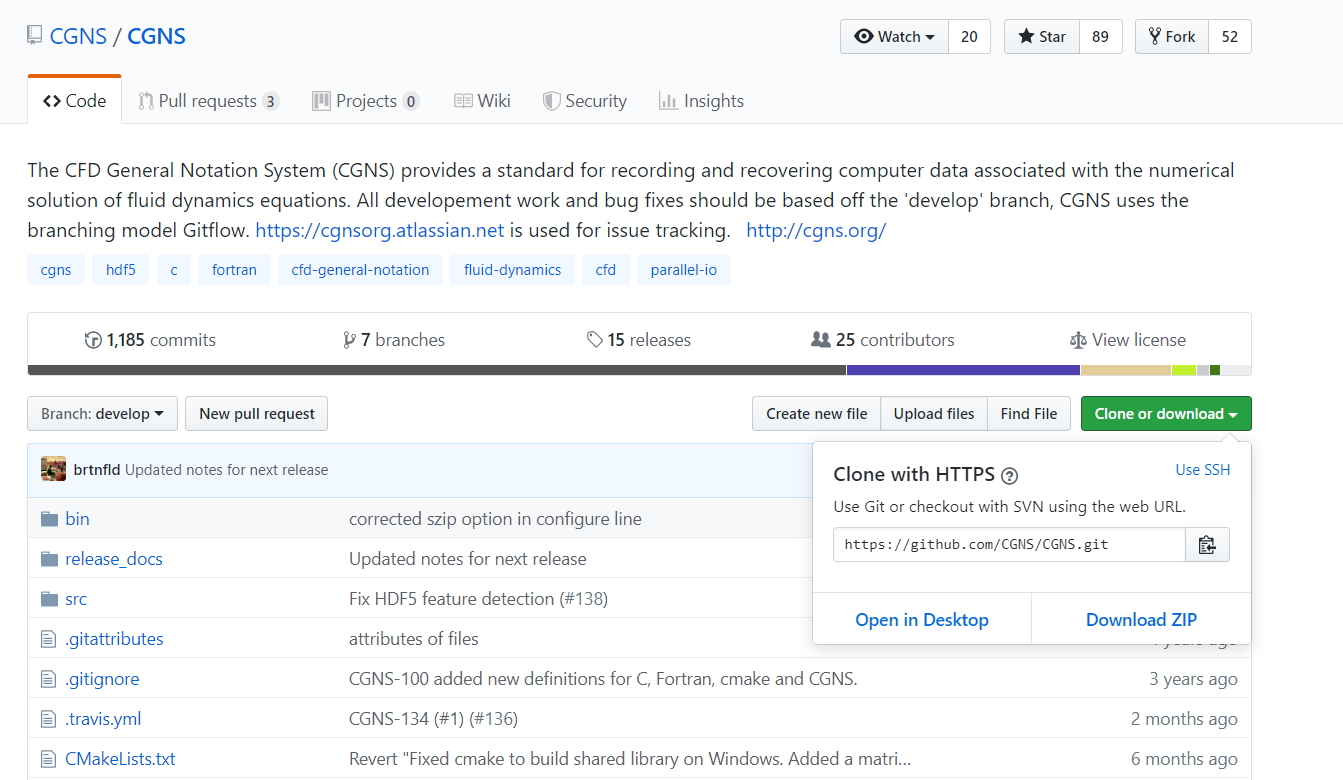 CGNS / CGNS
Watch 20 Star 89 Fork 52
Code Pull requests 3 Projects 0 Wiki Security Insights
The CFD General Notation System (CGNS) provides a standard for recording and recovering computer data associated with the numerical
solution of fluid dynamics equations. All developement work and bug fixes should be based off the 'develop' branch, CGNS uses the
branching model Gitflow. https://cgnsorg.atlassian.net is used for issue tracking. http://cgns.org/
cgns hdf5 c fortran cfd-general-notation fluid-dynamics cfd parallel-io
1,185 commits 7 branches 15 releases 25 contributors View license
Branch: develop New pull request Create new file Upload files Find File Clone or download
brtnfld Updated notes for next release
Clone with HTTPS ? Use SSH
Use Git or checkout with SVN using the web URL.
https://github.com/CGNS/CGNS.git
Open in Desktop Download ZIP
bin corrected szip option in configure line
release_docs Updated notes for next release
src Fix HDF5 feature detection (#138)
.gitattributes attributes of files years ago
.gitignore CGNS-100 added new definitions for C, Fortran, cmake and CGNS. 3 years ago
.travis.yml CGNS-134 (#1) (#136) 2 months ago
CMakeLists.txt Revert "Fixed cmake to build shared library on Windows. Added a matri... 6 months ago